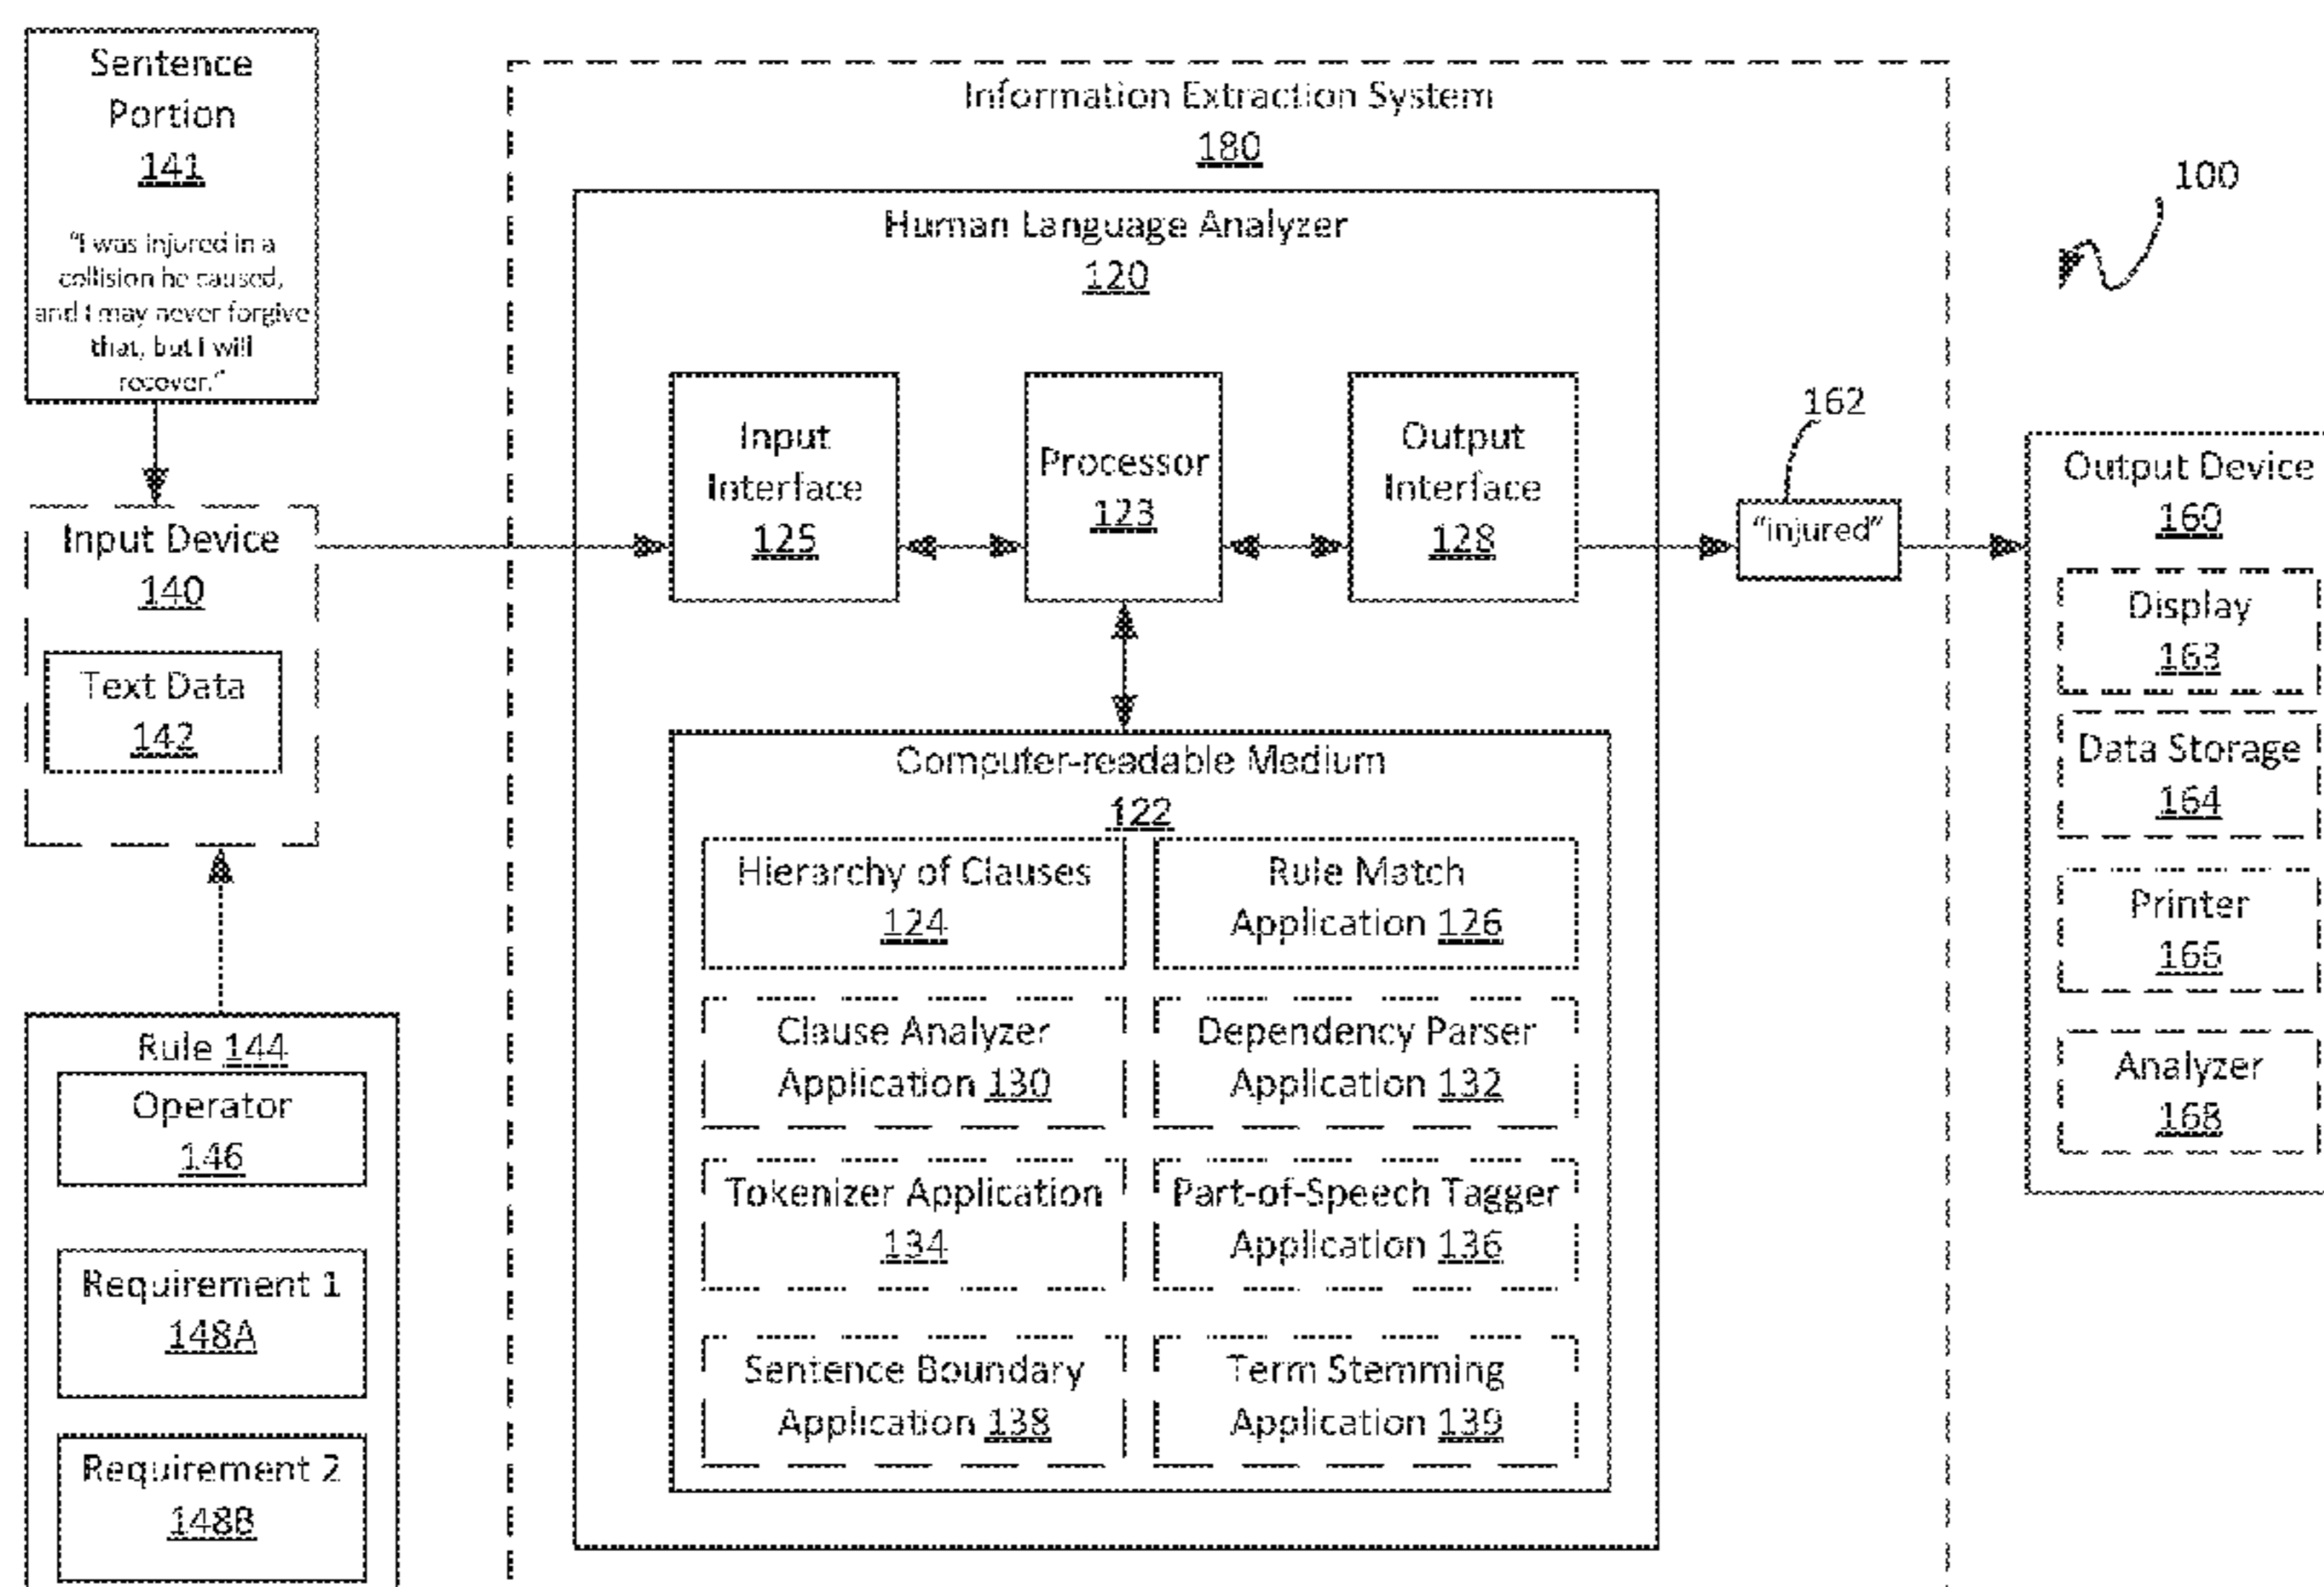 Sentence
Portion
141
"I was injured in a
collision he caused,
and I may never forgive
that, but I will
recover."
Input Device
140
Text Data
142
Rule 144
Operator
146
Requirement 1
148A
Requirement 2
148B
Information Extraction System
180
Human Language Analyzer
120
Input
Interface
125
Processor
123
Output
Interface
128
Computer-readable Medium
122
Hierarchy of Clauses
124
Rule Match
Application 126
Clause Analyzer
Application 130
Dependency Parser
Application 132
Tokenizer Application
134
Part-of-Speech Tagger
Application 136
Sentence Boundary
Application 138
Term Stemming
Application 139
162
"injured"
100
Output Device
160
Display
163
Data Storage
164
Printer
166
Analyzer
168